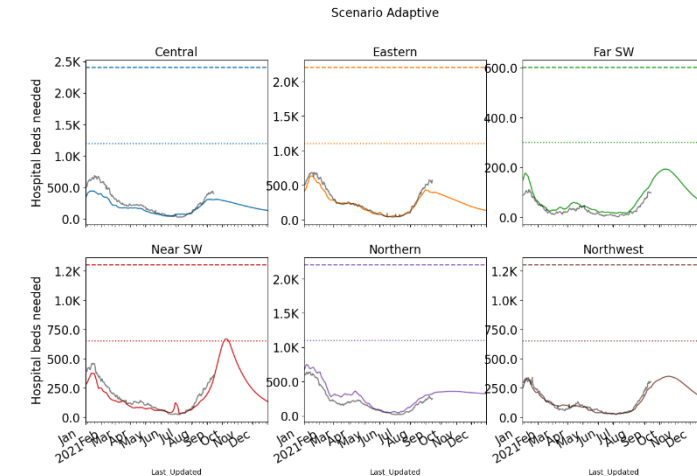 Scenario Adaptive
Central
Eastern
Far SW
Hospital beds needed
2.5K
2.0K
1.5K
1.0K
500.0
0.0
2.0K
1.5K
1.0K
500.0
0.0
600.0
400.0
200.0
0.0
Near SW
Northern
Northwest
Hospital beds needed
1.2K
1.0K
750.0
500.0
250.0
0.0
2.0K
1.5K
1.0K
500.0
0.0
1.2K
1.0K
750.0
500.0
250.0
0.0
Jan 2021 Feb Mar Apr May Jun Jul Aug Sep Oct Nov Dec
Jan 2021 Feb Mar Apr May Jun Jul Aug Sep Oct Nov Dec
Jan 2021 Feb Mar Apr May Jun Jul Aug Sep Oct Nov Dec
Last_Updated
Last_Updated
Last_Updated